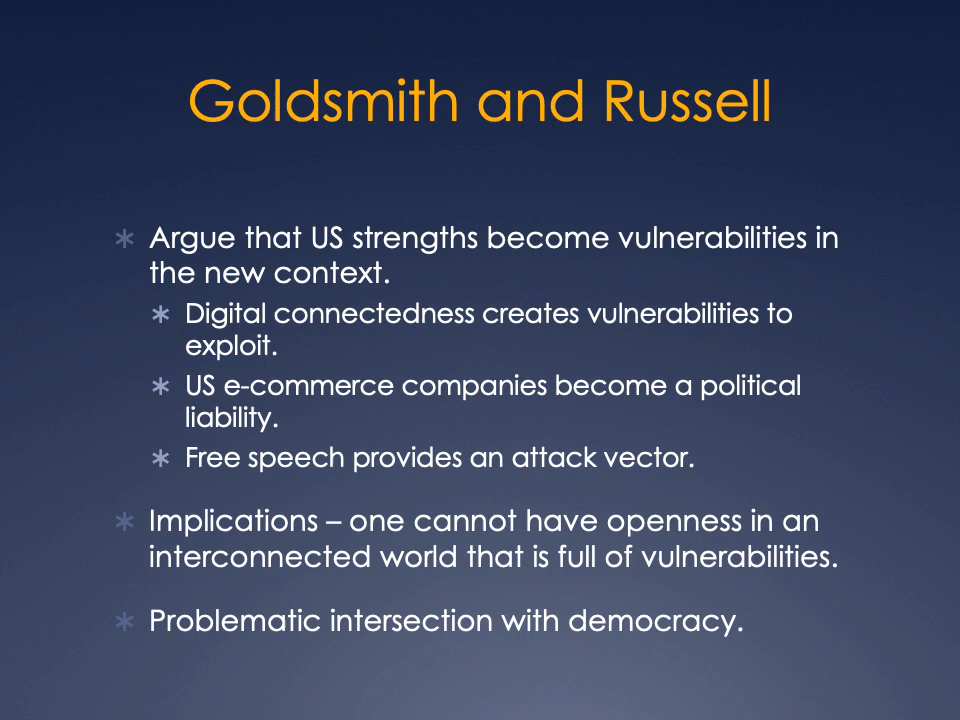 Goldsmith and Russell
Argue that US strengths become vulnerabilities in
the new context.
Digital connectedness creates vulnerabilities to
exploit.
US e-commerce companies become a political
liability.
Free speech provides an attack vector.
Implications – one cannot have openness in an
interconnected world that is full of vulnerabilities.
Problematic intersection with democracy.